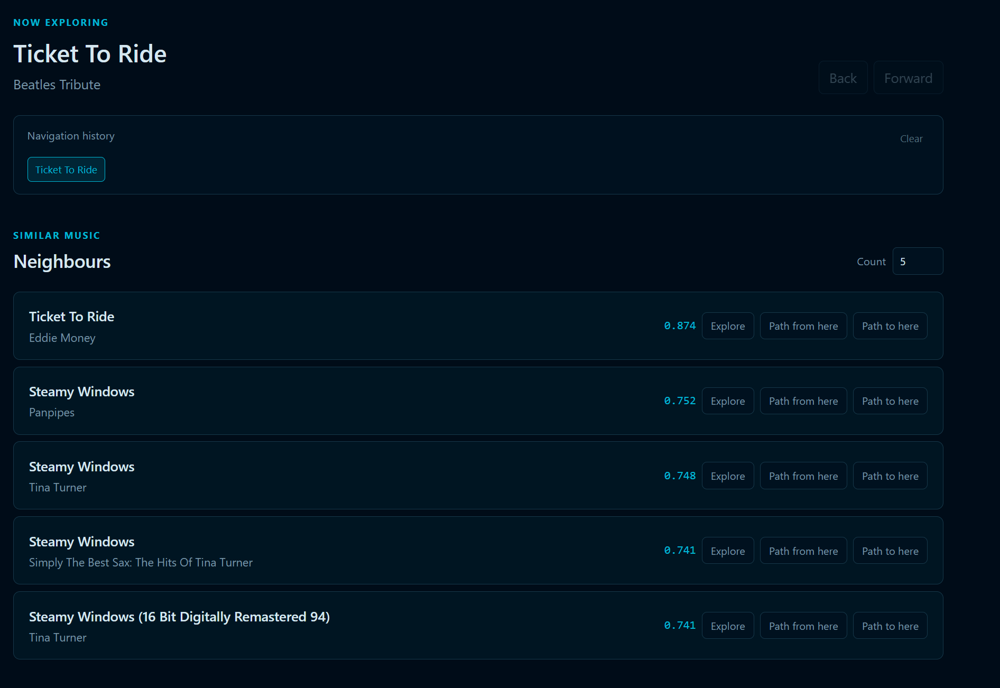 NOW EXPLORING
Ticket To Ride
Beatles Tribute
Back
Forward
Navigation history
Clear
Ticket To Ride
SIMILAR MUSIC
Neighbours
Count
5
Ticket To Ride
Eddie Money
0.874
Explore
Path from here
Path to here
Steamy Windows
Panpipes
0.752
Explore
Path from here
Path to here
Steamy Windows
Tina Turner
0.748
Explore
Path from here
Path to here
Steamy Windows
Simply The Best Sax: The Hits Of Tina Turner
0.741
Explore
Path from here
Path to here
Steamy Windows (16 Bit Digitally Remastered 94)
Tina Turner
0.741
Explore
Path from here
Path to here